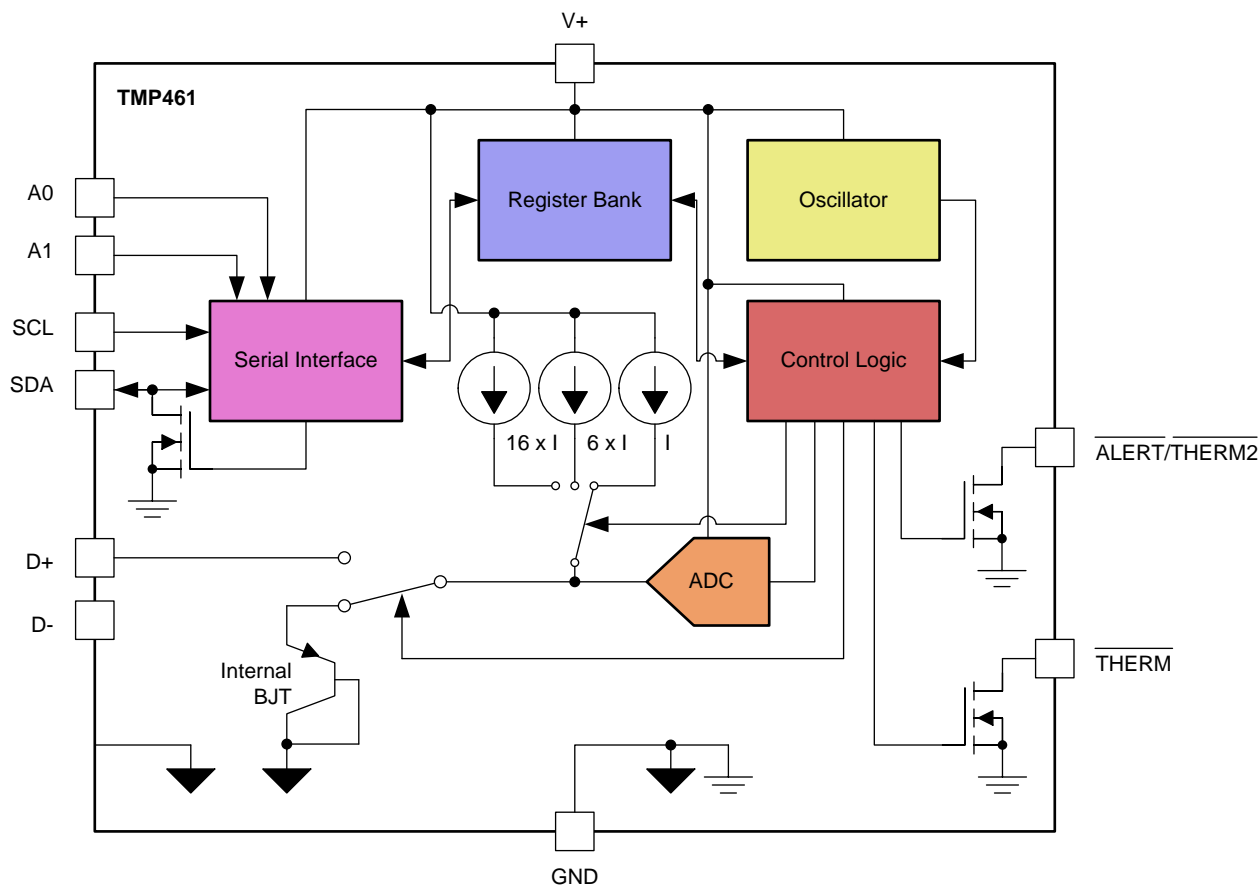 V+
TMP461
A0
A1
SCL
SDA
D+
D-
Register Bank
Oscillator
Serial Interface
Control Logic
16 x I
6 x I
I
ALERT/THERM2
ADC
Internal
BJT
THERM
GND